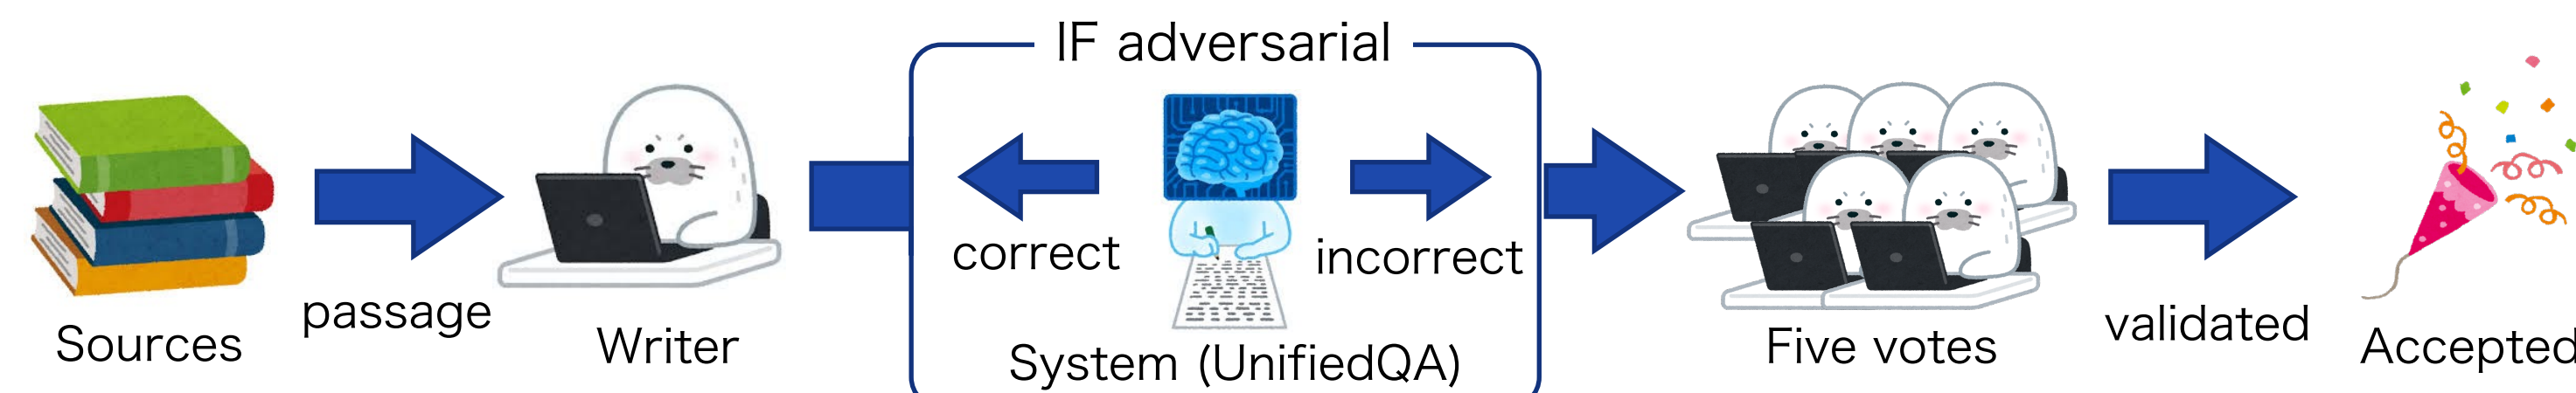 IF adversarial
correct
incorrect
passage
Sources
Writer
System (UnifiedQA)
Five votes
validated
Accepted